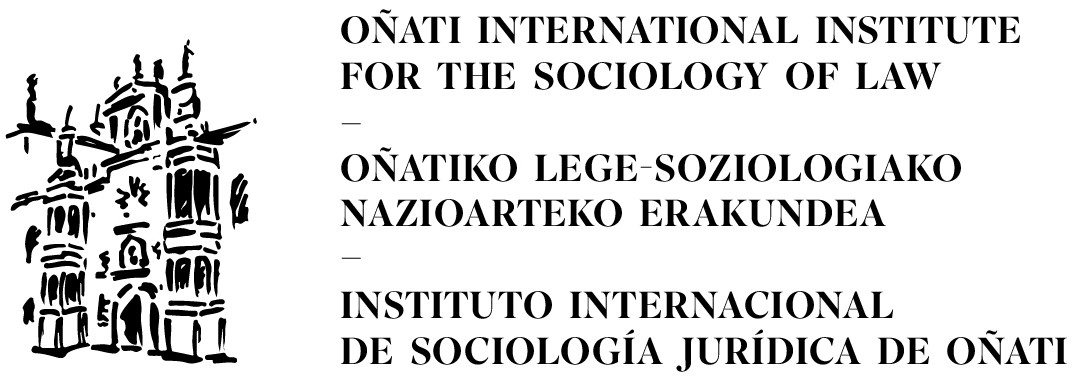 OÑATI INTERNATIONAL INSTITUTE
FOR THE SOCIOLOGY OF LAW
–
OÑATIKO LEGE-SOZIOLOGIAKO
NAZIOARTEKO ERAKUNDEA
–
INSTITUTO INTERNACIONAL
DE SOCIOLOGÍA JURÍDICA DE OÑATI